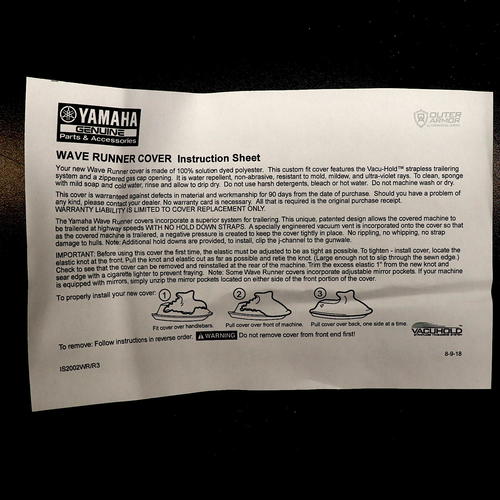 YAMAHA
GENUINE
Parts & Accessories
OUTER
ARMOR
WAVE RUNNER COVER Instruction Sheet
Your new Wave Runner cover is made of 100% solution dyed polyester. This custom fit cover features the Vacu-Hold™ strapless trailering
system and a zippered gas cap opening. It is water repellent, non-abrasive, resistant to mold, mildew, and ultra-violet rays. To clean, sponge
with mild soap and cold water, rinse and allow to drip dry. Do not use harsh detergents, bleach or hot water. Do not machine wash or dry.
This cover is warranted against defects in material and workmanship for 90 days from the date of purchase. Should you have a problem of
any kind, please contact your dealer. No warranty card is necessary. All that is required is the original purchase receipt.
WARRANTY LIABILITY IS LIMITED TO COVER REPLACEMENT ONLY.
The Yamaha Wave Runner covers incorporate a superior system for trailering. This unique, patented design allows the covered machine to
be trailered at highway speeds WITH NO HOLD DOWN STRAPS. A specially engineered vacuum vent is incorporated onto the cover so that
as the covered machine is trailered, a negative pressure is created to keep the cover tightly in place. No rippling, no whipping, no strap
damage to hulls. Note: Additional hold downs are provided, to install, clip the j-channel to the gunwale.
IMPORTANT: Before using this cover the first time, the elastic must be adjusted to be as tight as possible. To tighten - install cover, locate the
elastic knot at the front. Pull the knot and elastic cut as far as possible and retie the knot. (Large enough not to slip through the sewn edge.)
Check to see that the cover can be removed and reinstalled at the rear of the machine. Trim the excess elastic 1" from the new knot and
sear edge with a cigarette lighter to prevent fraying. Note: Some Wave Runner covers incorporate adjustable mirror pockets. If your machine
is equipped with mirrors, simply unzip the mirror pockets located on either side of the front portion of the cover.
To properly install your new cover: 1 2 3
Fit cover over handlebars. Pull cover over front of machine. Pull cover over back, one side at a time.
VACUHOLD
To remove: Follow instructions in reverse order. WARNING Do not remove cover from front end first!
8-9-18
IS2002WR/R3